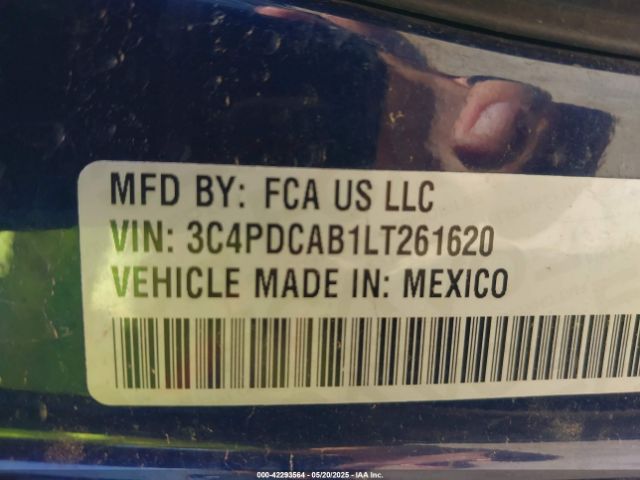 MFD BY: FCA US LLC
VIN: 3C4PDCAB1LT261620
VEHICLE MADE IN: MEXICO
000-42293564 - 05/20/2025 - IAA Inc.